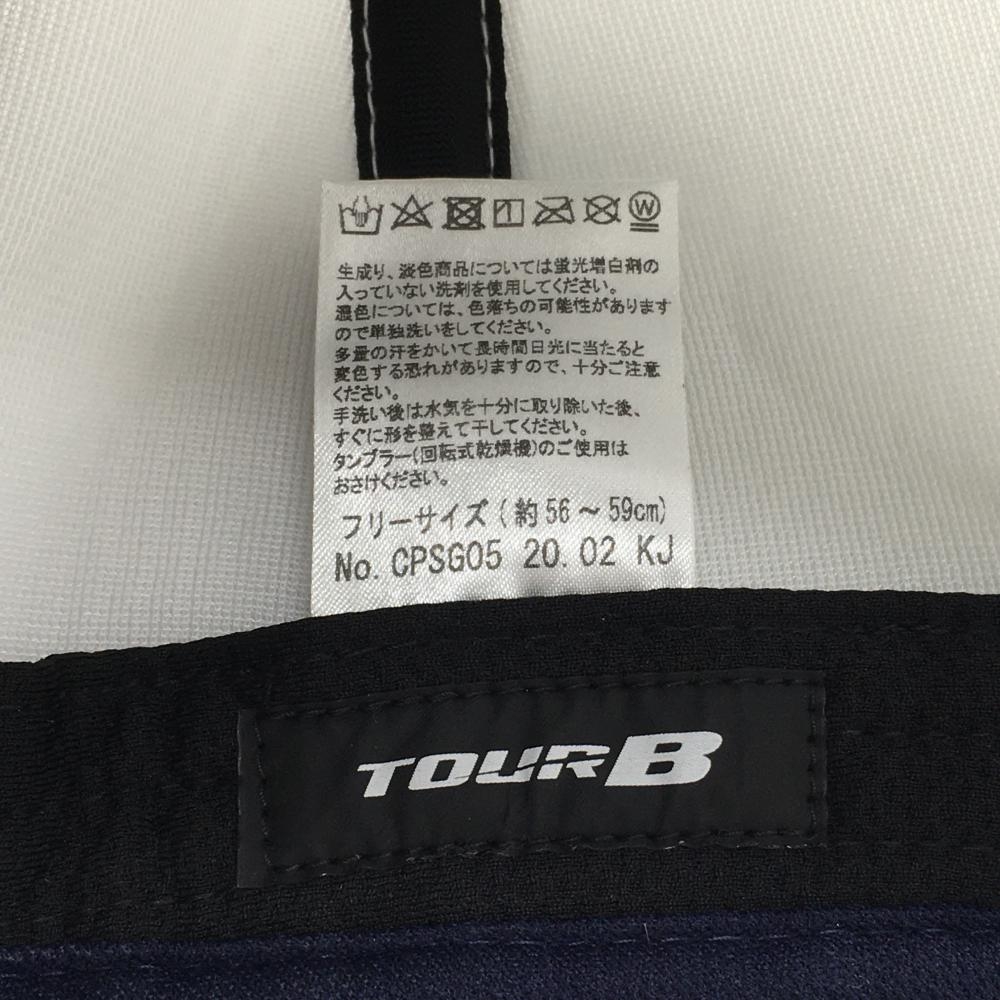 W
生成り、淡色商品については蛍光増白剤の
入っていない洗剤を使用してください。
濃色については、色落ちの可能性があります
ので単独洗いをしてください。
多量の汗をかいて長時間日光に当たると
変色する恐れがありますので、十分ご注意
ください。
手洗い後は水気を十分に取り除いた後、
すぐに形を整えて干してください。
タンブラー(回転式乾燥機)のご使用は
おさけください。
フリーサイズ(約56～59cm)
No. CPSG05 20. 02 KJ
TOUR B